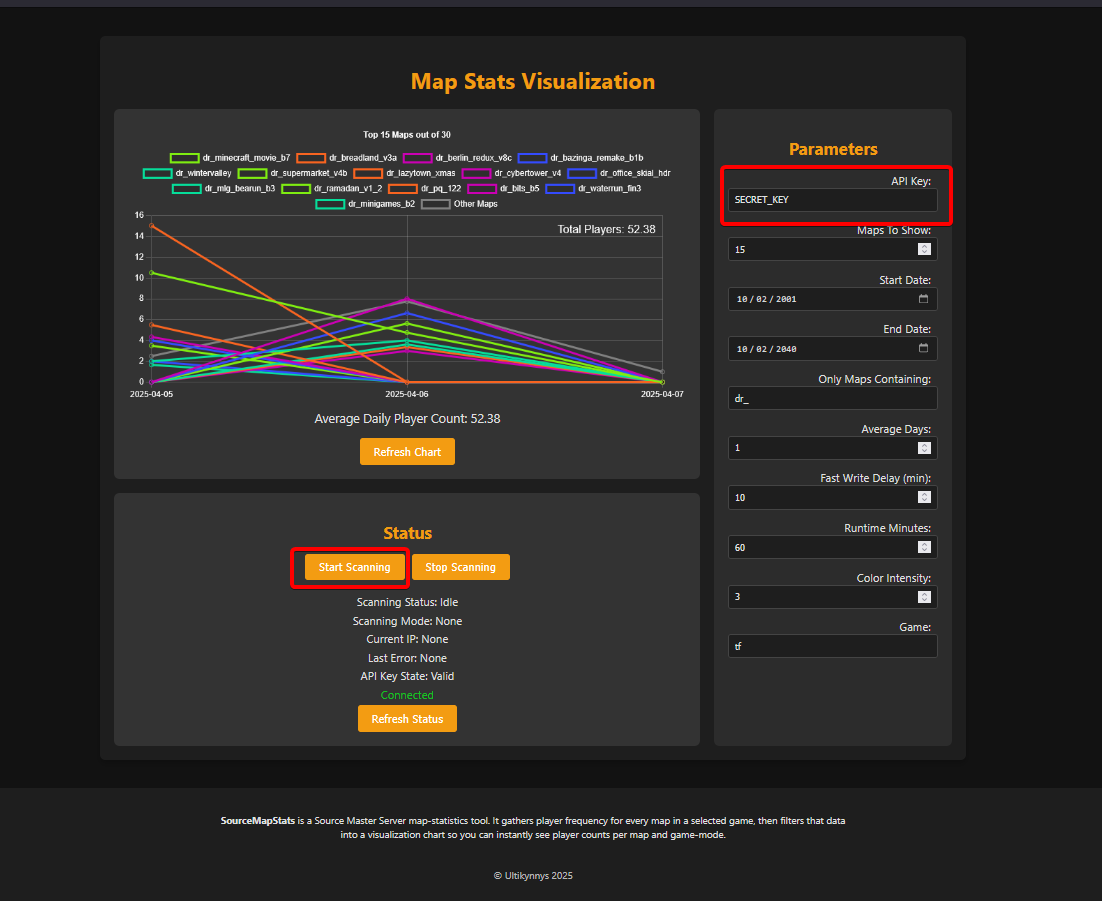 Map Stats Visualization
Top 15 Maps out of 30
dr_minecraft_movie_b7 dr_breadland_v3a dr_berlin_redux_v8c dr_bazinga_remake_b1b
dr_wintervalley dr_supermarket_v4b dr_lazytown_xmas dr_cybertower_v4 dr_office_skial_hdr
dr_mlg_bearun_b3 dr_ramadan_v1_2 dr_pq_122 dr_bits_b5 dr_waterrun_fin3
dr_minigames_b2 Other Maps
Total Players: 52.38
16
14
12
10
8
6
4
2
0
2025-04-05 2025-04-06 2025-04-07
Average Daily Player Count: 52.38
Refresh Chart
Status
Start Scanning Stop Scanning
Scanning Status: Idle
Scanning Mode: None
Current IP: None
Last Error: None
API Key State: Valid
Connected
Refresh Status
Parameters
API Key:
SECRET_KEY
Maps To Show:
15
Start Date:
10 / 02 / 2001
End Date:
10 / 02 / 2040
Only Maps Containing:
dr_
Average Days:
1
Fast Write Delay (min):
10
Runtime Minutes:
60
Color Intensity:
3
Game:
tf
SourceMapStats is a Source Master Server map-statistics tool. It gathers player frequency for every map in a selected game, then filters that data
into a visualization chart so you can instantly see player counts per map and game-mode.
© Ultikynnys 2025